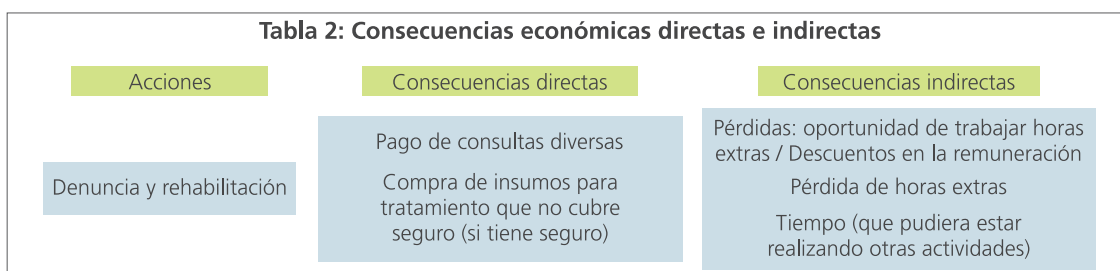 Tabla 2: Consecuencias económicas directas e indirectas
Acciones
Consecuencias directas
Consecuencias indirectas
Denuncia y rehabilitación
Pago de consultas diversas
Compra de insumos para
tratamiento que no cubre
seguro (si tiene seguro)
Pérdidas: oportunidad de trabajar horas
extras / Descuentos en la remuneración
Pérdida de horas extras
Tiempo (que pudiera estar
realizando otras actividades)